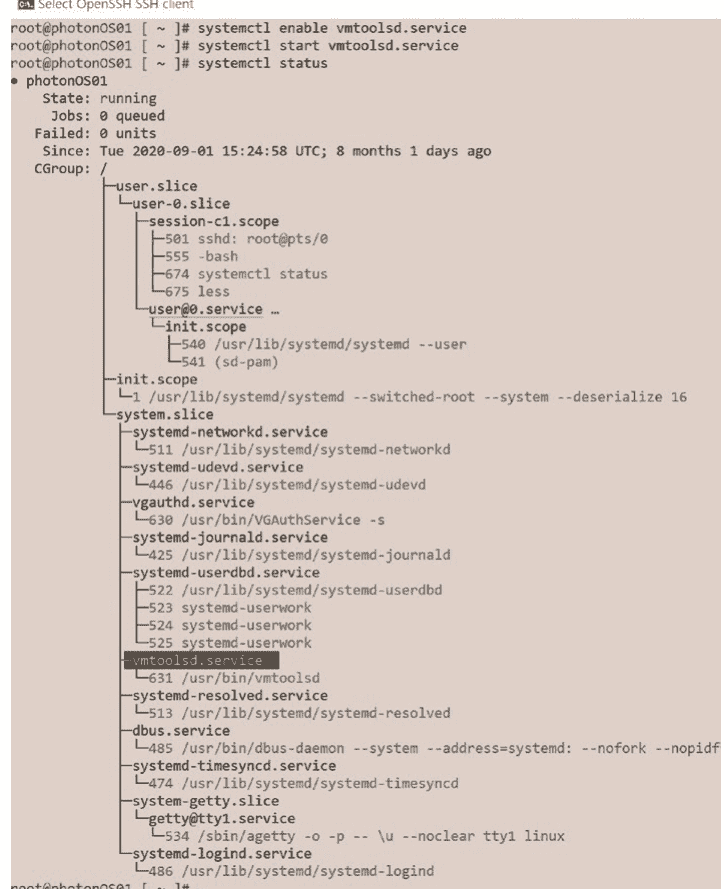 Select OpenSSH SSH client
root@photonOS01 [ ~ ]# systemctl enable vmtoolsd.service
root@photonOS01 [ ~ ]# systemctl start vmtoolsd.service
root@photonOS01 [ ~ ]# systemctl status
● photonOS01
    State: running
     Jobs: 0 queued
   Failed: 0 units
    Since: Tue 2020-09-01 15:24:58 UTC; 8 months 1 days ago
   CGroup: /
           ├─user.slice
           │ └─user-0.slice
           │   ├─session-c1.scope
           │   │ ├─501 sshd: root@pts/0
           │   │ ├─555 -bash
           │   │ ├─674 systemctl status
           │   │ └─675 less
           │   └─user@0.service …
           │     └─init.scope
           │       ├─540 /usr/lib/systemd/systemd --user
           │       └─541 (sd-pam)
           ├─init.scope
           │ └─1 /usr/lib/systemd/systemd --switched-root --system --deserialize 16
           └─system.slice
             ├─systemd-networkd.service
             │ └─511 /usr/lib/systemd/systemd-networkd
             ├─systemd-udevd.service
             │ └─446 /usr/lib/systemd/systemd-udevd
             ├─vgauthd.service
             │ └─630 /usr/bin/VGAuthService -s
             ├─systemd-journald.service
             │ └─425 /usr/lib/systemd/systemd-journald
             ├─systemd-userdbd.service
             │ ├─522 /usr/lib/systemd/systemd-userdbd
             │ ├─523 systemd-userwork
             │ ├─524 systemd-userwork
             │ └─525 systemd-userwork
             ├─vmtoolsd.service
             │ └─631 /usr/bin/vmtoolsd
             ├─systemd-resolved.service
             │ └─513 /usr/lib/systemd/systemd-resolved
             ├─dbus.service
             │ └─485 /usr/bin/dbus-daemon --system --address=systemd: --nofork --nopidf
             ├─systemd-timesyncd.service
             │ └─474 /usr/lib/systemd/systemd-timesyncd
             ├─system-getty.slice
             │ └─getty@tty1.service
             │   └─534 /sbin/agetty -o -p -- \u --noclear tty1 linux
             └─systemd-logind.service
               └─486 /usr/lib/systemd/systemd-logind
root@photonOS01 [ ~ ]#